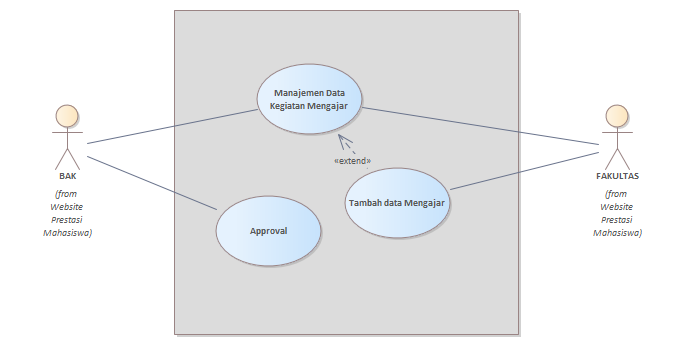 Manajemen Data
Kegiatan Mengajar
«extend»
Tambah data Mengajar
Approval
BAK
(from
Website
Prestasi
Mahasiswa)
FAKULTAS
(from
Website
Prestasi
Mahasiswa)